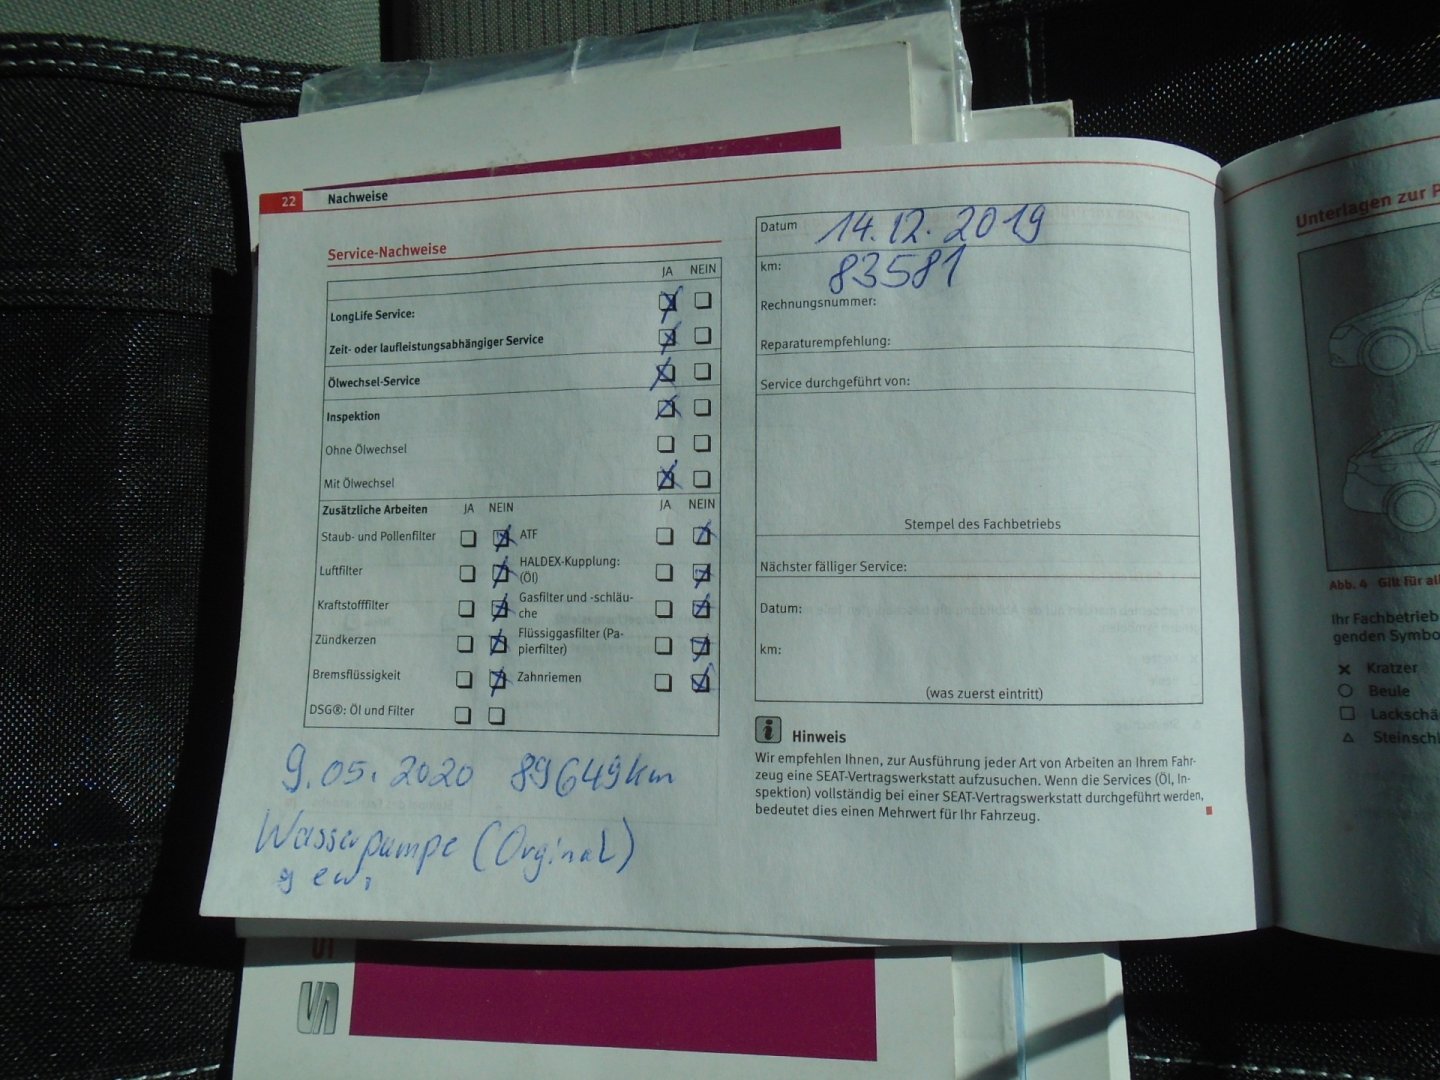 22 Nachweise
Service-Nachweise
JA NEIN
LongLife Service:
Zeit- oder laufleistungsabhängiger Service
Ölwechsel-Service
Inspektion
Ohne Ölwechsel
Mit Ölwechsel
Zusätzliche Arbeiten JA NEIN JA NEIN
Staub- und Pollenfilter ATF
Luftfilter HALDEX-Kupplung:
(Öl)
Kraftstofffilter Gasfilter und -schläu-
che
Zündkerzen Flüssiggasfilter (Pa-
pierfilter)
Bremsflüssigkeit Zahnriemen
DSG®: Öl und Filter
9.05.2020 89649km
Wasserpumpe (Orginal)
gew.
Datum 14.12.2019
km: 83581
Rechnungsnummer:
Reparaturempfehlung:
Service durchgeführt von:
Stempel des Fachbetriebs
Nächster fälliger Service:
Datum:
km:
(was zuerst eintritt)
i Hinweis
Wir empfehlen Ihnen, zur Ausführung jeder Art von Arbeiten an Ihrem Fahr-
zeug eine SEAT-Vertragswerkstatt aufzusuchen. Wenn die Services (Öl, In-
spektion) vollständig bei einer SEAT-Vertragswerkstatt durchgeführt werden,
bedeutet dies einen Mehrwert für Ihr Fahrzeug.
Unterlagen zur
Abb. 4 Gilt für
Ihr Fachbetrieb
genden Symbo
× Kratzer
○ Beule
□ Lackschä
△ Steinschl